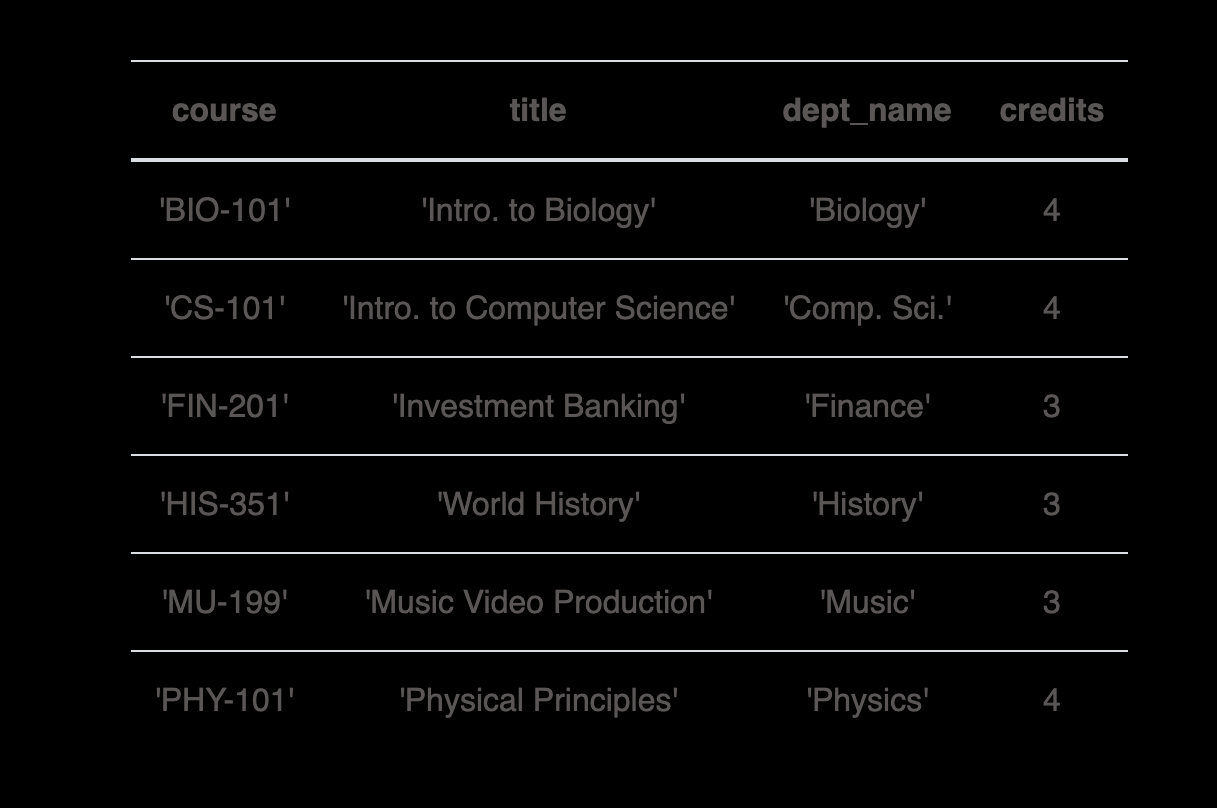 course title dept_name credits
'BIO-101' 'Intro. to Biology' 'Biology' 4
'CS-101' 'Intro. to Computer Science' 'Comp. Sci.' 4
'FIN-201' 'Investment Banking' 'Finance' 3
'HIS-351' 'World History' 'History' 3
'MU-199' 'Music Video Production' 'Music' 3
'PHY-101' 'Physical Principles' 'Physics' 4